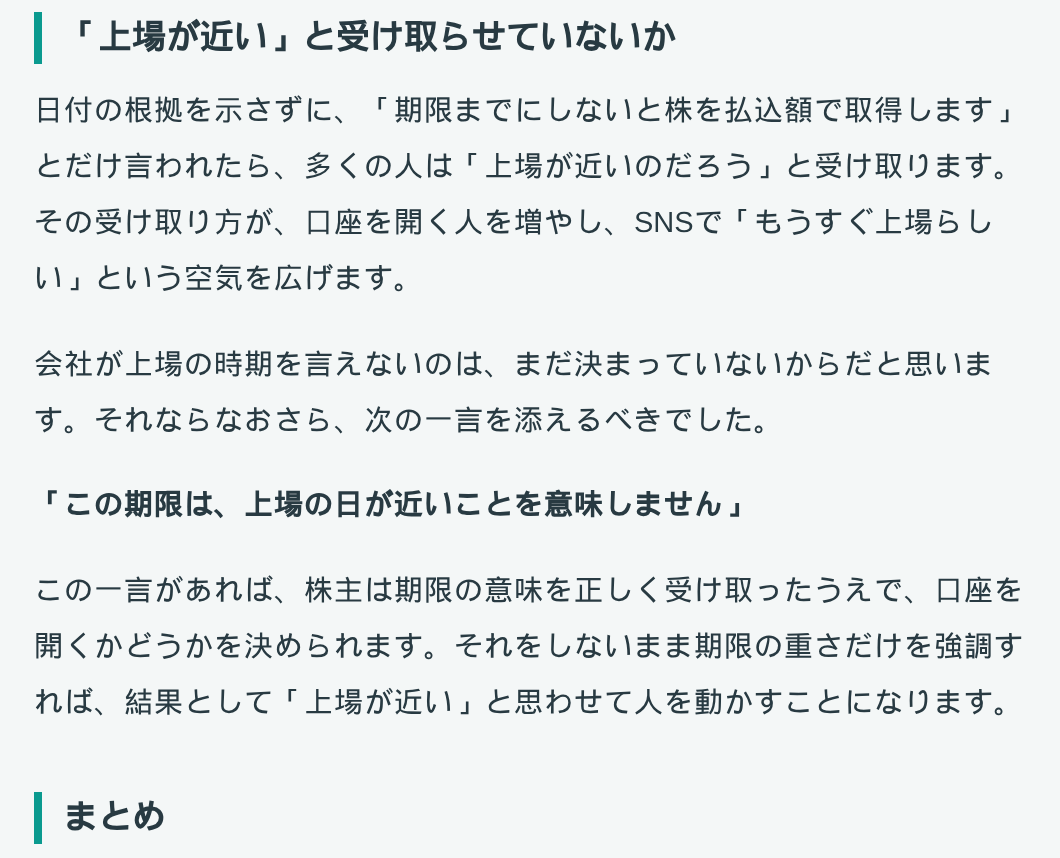 「上場が近い」と受け取らせていないか
日付の根拠を示さずに、「期限までにしないと株を払込額で取得します」
とだけ言われたら、多くの人は「上場が近いのだろう」と受け取ります。
その受け取り方が、口座を開く人を増やし、SNSで「もうすぐ上場らし
い」という空気を広げます。
会社が上場の時期を言えないのは、まだ決まっていないからだと思いま
す。それならなおさら、次の一言を添えるべきでした。
「この期限は、上場の日が近いことを意味しません」
この一言があれば、株主は期限の意味を正しく受け取ったうえで、口座を
開くかどうかを決められます。それをしないまま期限の重さだけを強調す
れば、結果として「上場が近い」と思わせて人を動かすことになります。
まとめ